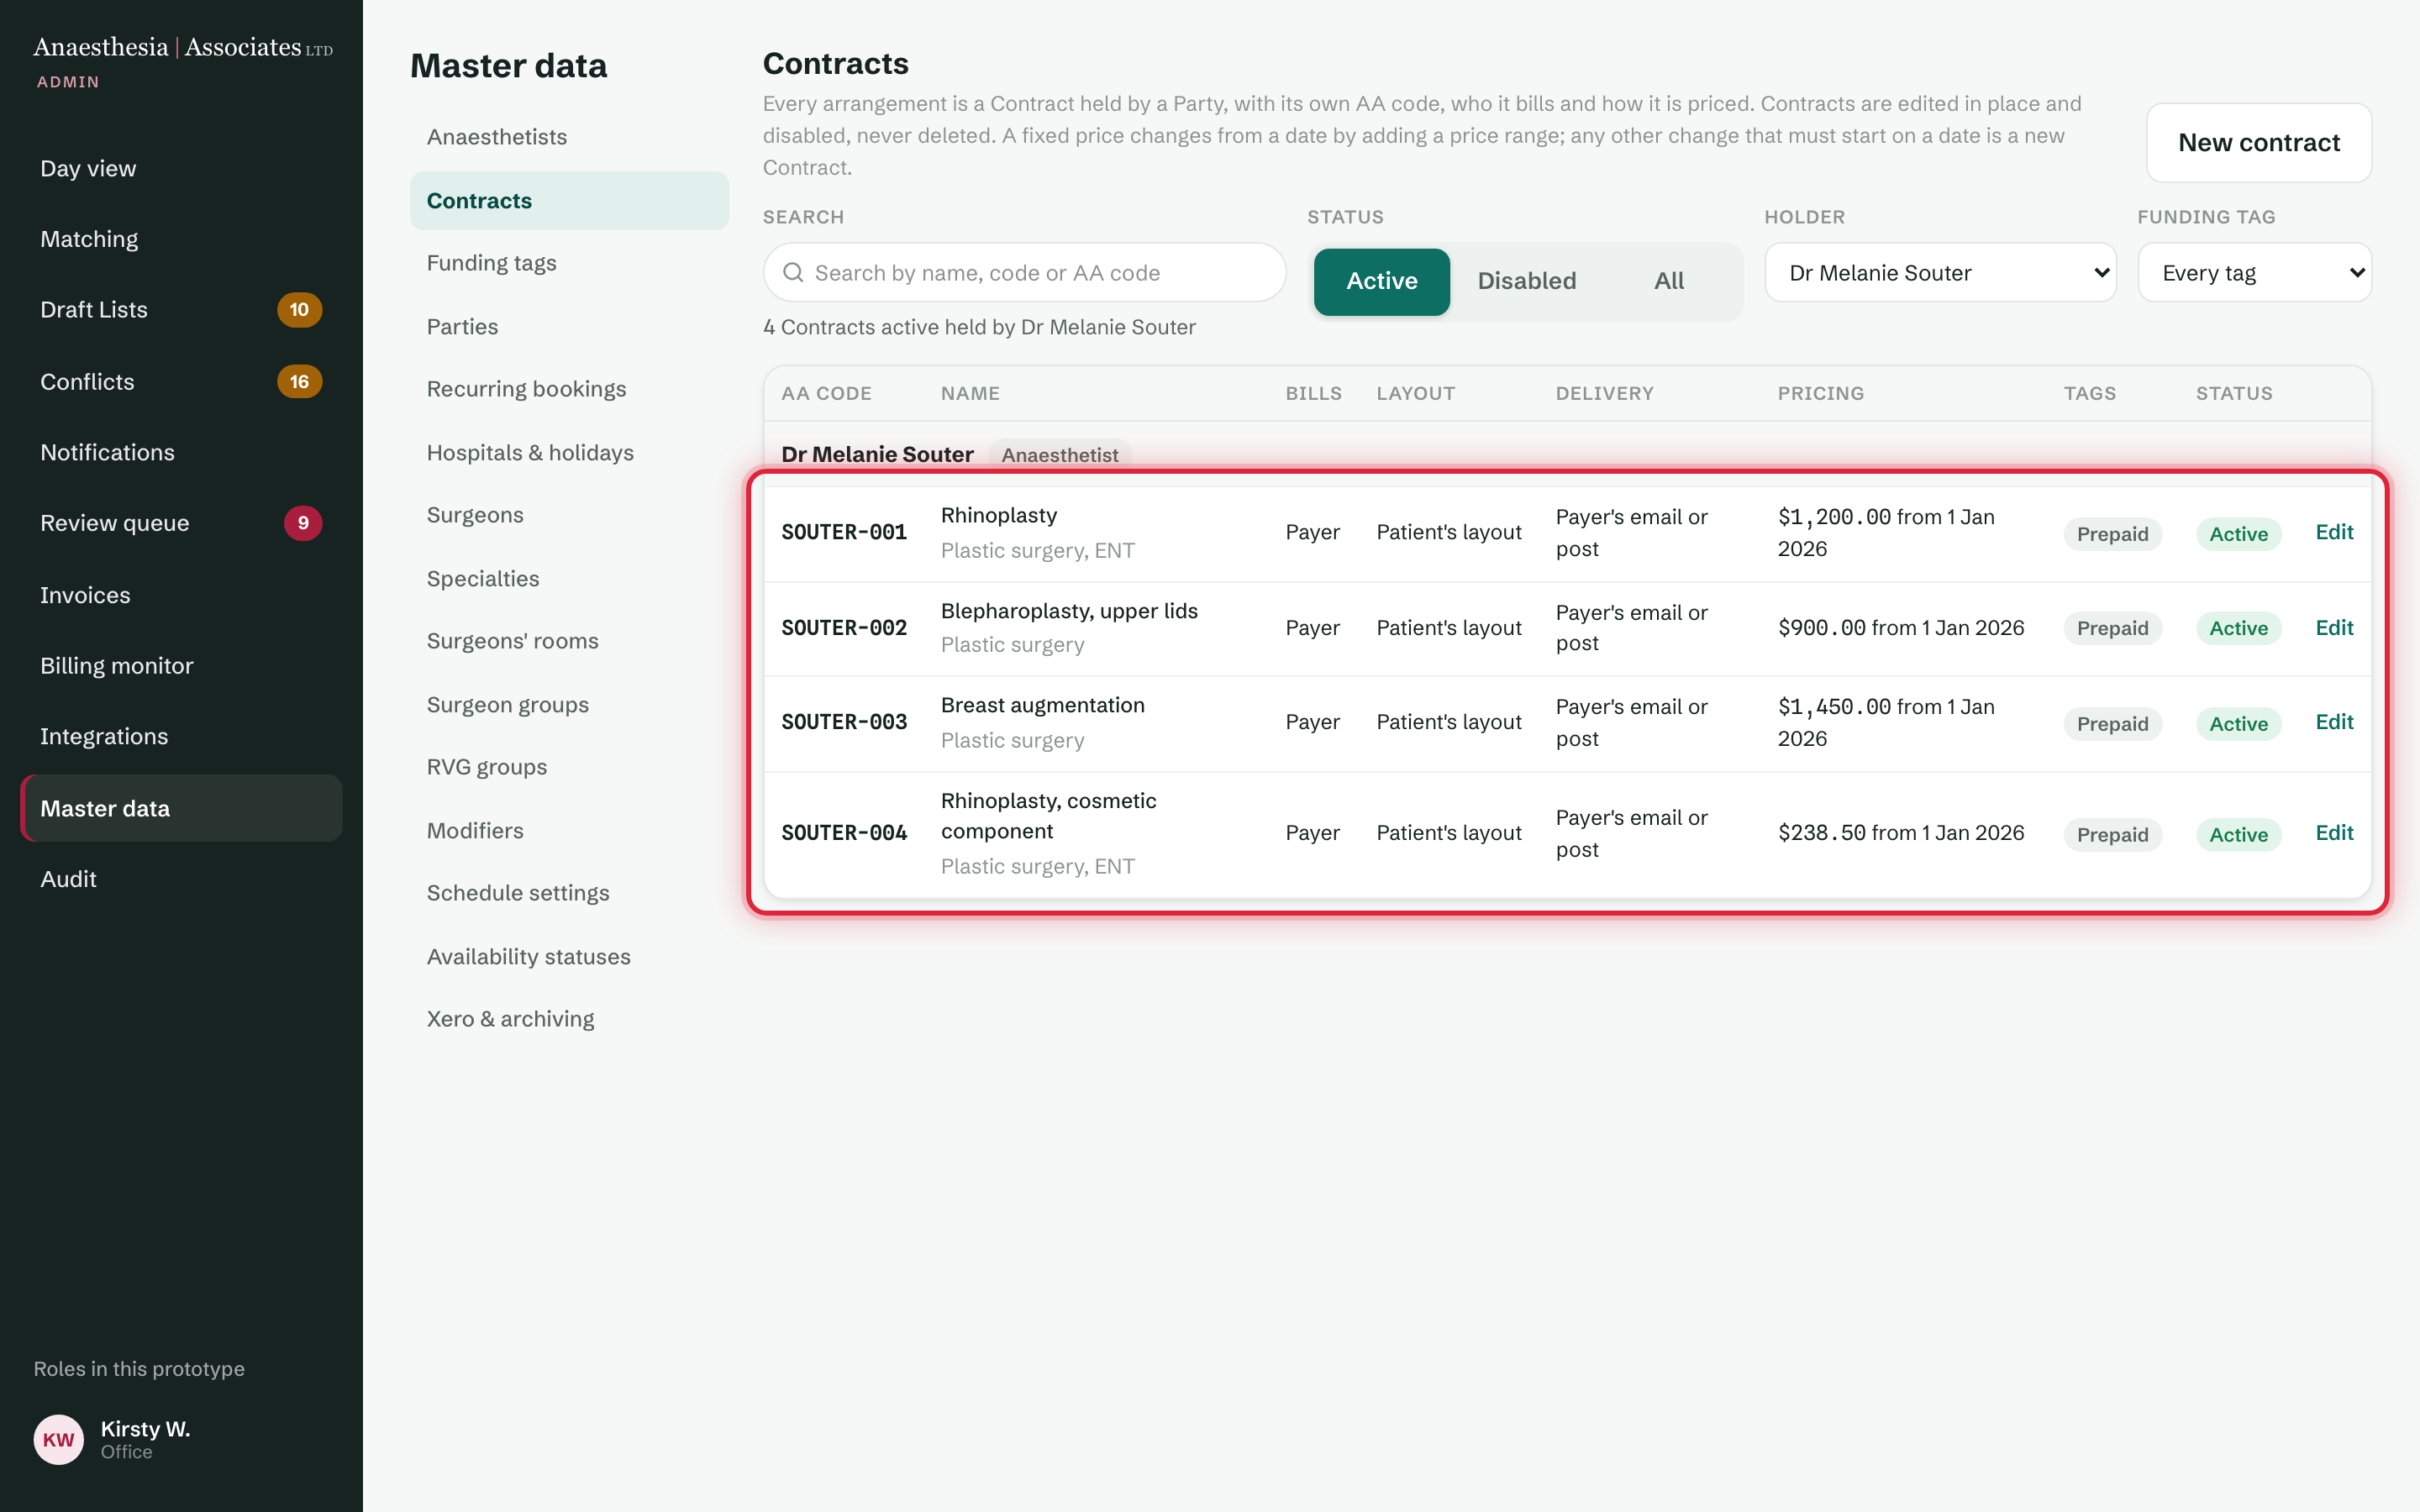 Anaesthesia | Associates LTD
ADMIN
Day view
Matching
Draft Lists 10
Conflicts 16
Notifications
Review queue 9
Invoices
Billing monitor
Integrations
Master data
Audit
Roles in this prototype
KW
Kirsty W.
Office
Master data
Anaesthetists
Contracts
Funding tags
Parties
Recurring bookings
Hospitals & holidays
Surgeons
Specialties
Surgeons' rooms
Surgeon groups
RVG groups
Modifiers
Schedule settings
Availability statuses
Xero & archiving
Contracts
Every arrangement is a Contract held by a Party, with its own AA code, who it bills and how it is priced. Contracts are edited in place and
disabled, never deleted. A fixed price changes from a date by adding a price range; any other change that must start on a date is a new
Contract.
New contract
SEARCH STATUS HOLDER FUNDING TAG
Search by name, code or AA code Active Disabled All Dr Melanie Souter Every tag
4 Contracts active held by Dr Melanie Souter
AA CODE NAME BILLS LAYOUT DELIVERY PRICING TAGS STATUS
Dr Melanie Souter Anaesthetist
SOUTER-001 Rhinoplasty Payer Patient's layout Payer's email or $1,200.00 from 1 Jan Prepaid Active Edit
Plastic surgery, ENT post 2026
SOUTER-002 Blepharoplasty, upper lids Payer Patient's layout Payer's email or $900.00 from 1 Jan 2026 Prepaid Active Edit
Plastic surgery post
SOUTER-003 Breast augmentation Payer Patient's layout Payer's email or $1,450.00 from 1 Jan Prepaid Active Edit
Plastic surgery post 2026
SOUTER-004 Rhinoplasty, cosmetic Payer Patient's layout Payer's email or $238.50 from 1 Jan 2026 Prepaid Active Edit
component post
Plastic surgery, ENT